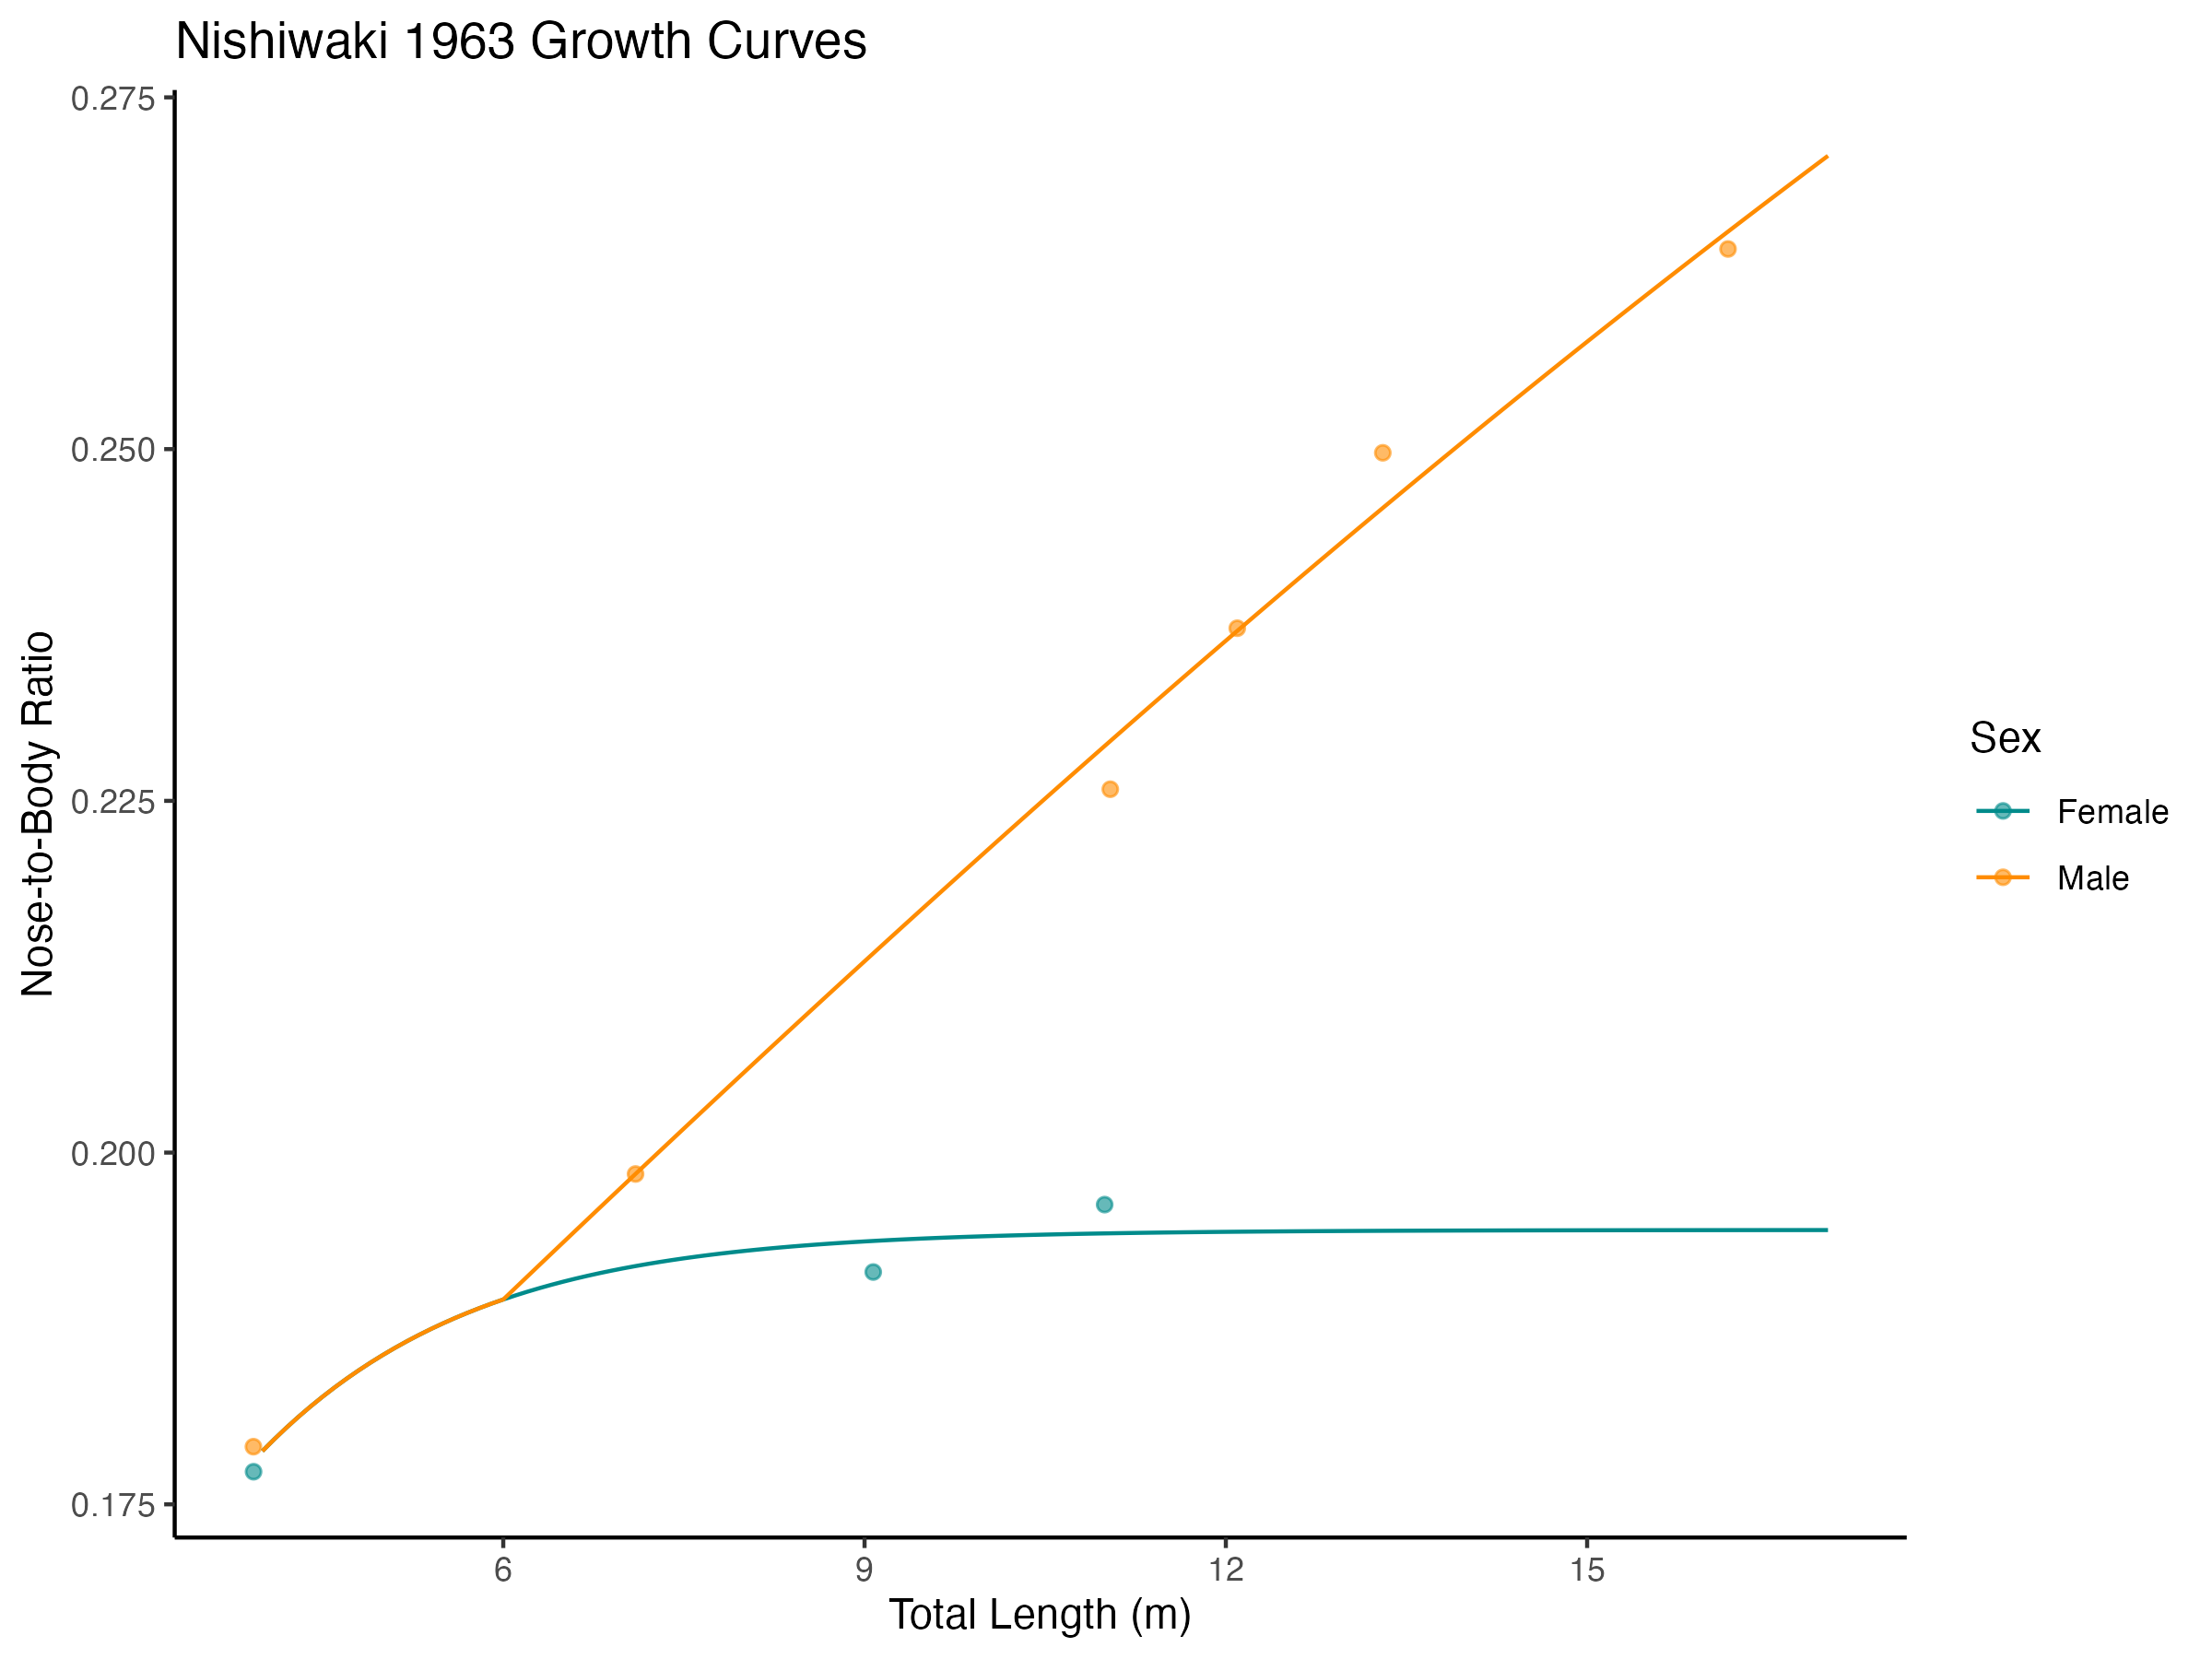 Nishiwaki 1963 Growth Curves
Nose-to-Body Ratio
0.275
0.250
0.225
0.200
0.175
6 9 12 15
Total Length (m)
Sex
Female
Male